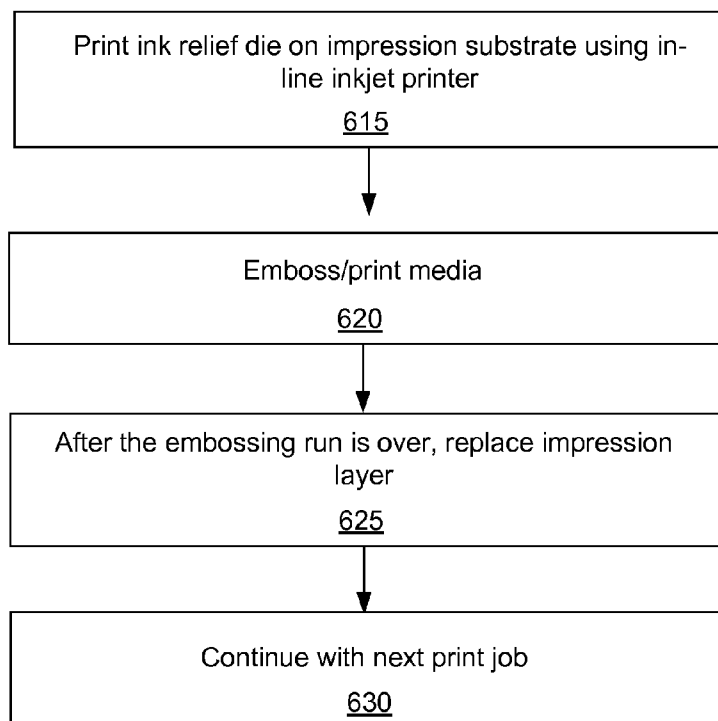 Print ink relief die on impression substrate using in-
line inkjet printer
615
Emboss/print media
620
After the embossing run is over, replace impression
layer
625
Continue with next print job
630